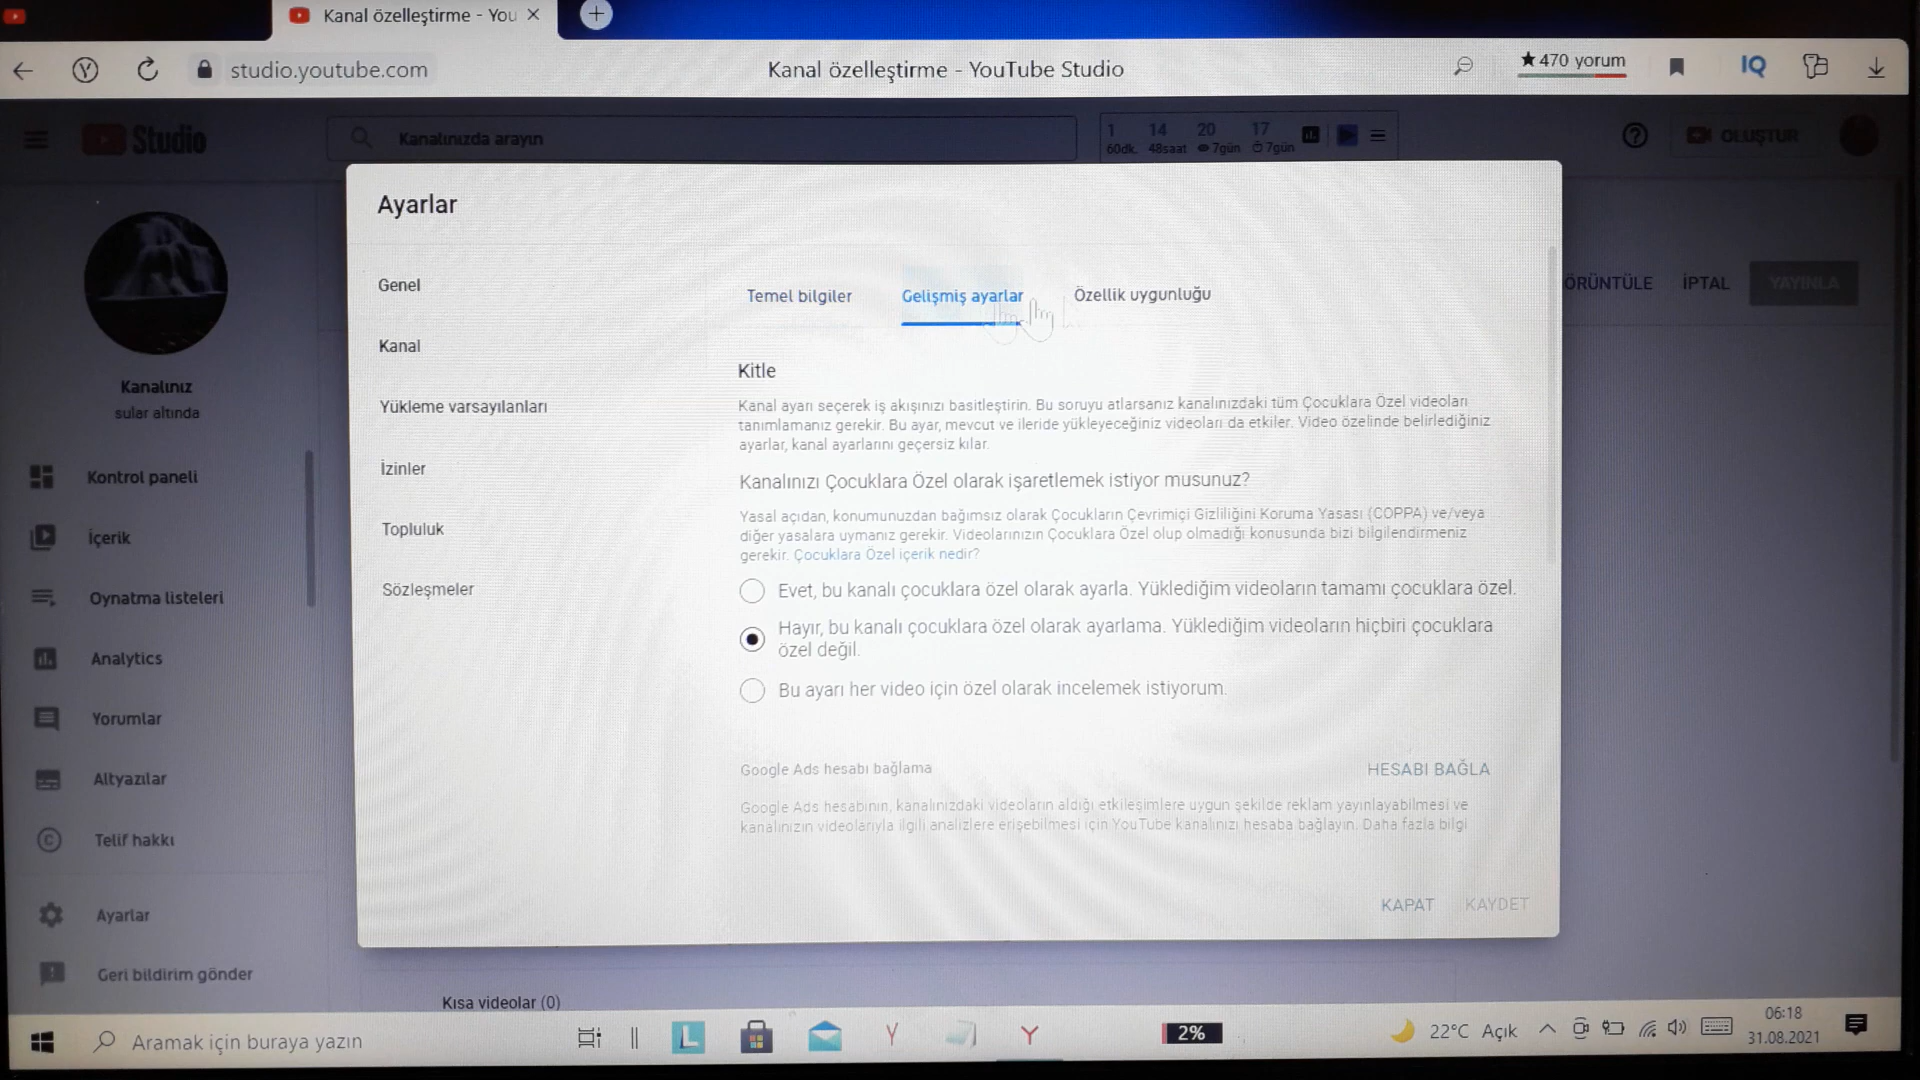 Kanal özelleştirme - You
studio.youtube.com
Kanal özelleştirme - YouTube Studio
★470 yorum
IQ
Studio
Kanalınızda arayın
1 14 20 17
60dk. 48saat 7gün 7gün
OLUŞTUR
Ayarlar
Genel
Kanal
Yükleme varsayılanları
İzinler
Topluluk
Sözleşmeler
Temel bilgiler
Gelişmiş ayarlar
Özellik uygunluğu
Kitle
Kanal ayarı seçerek iş akışınızı basitleştirin. Bu soruyu atlarsanız kanalınızdaki tüm Çocuklara Özel videoları
tanımlamanız gerekir. Bu ayar, mevcut ve ileride yükleyeceğiniz videoları da etkiler. Video özelinde belirlediğiniz
ayarlar, kanal ayarlarını geçersiz kılar.
Kanalınızı Çocuklara Özel olarak işaretlemek istiyor musunuz?
Yasal açıdan, konumunuzdan bağımsız olarak Çocukların Çevrimiçi Gizliliğini Koruma Yasası (COPPA) ve/veya
diğer yasalara uymanız gerekir. Videolarınızın Çocuklara Özel olup olmadığı konusunda bizi bilgilendirmeniz
gerekir. Çocuklara Özel içerik nedir?
Evet, bu kanalı çocuklara özel olarak ayarla. Yüklediğim videoların tamamı çocuklara özel.
Hayır, bu kanalı çocuklara özel olarak ayarlama. Yüklediğim videoların hiçbiri çocuklara
özel değil.
Bu ayarı her video için özel olarak incelemek istiyorum.
Google Ads hesabı bağlama
HESABI BAĞLA
Google Ads hesabının, kanalınızdaki videoların aldığı etkileşimlere uygun şekilde reklam yayınlayabilmesi ve
kanalınızın videolarıyla ilgili analizlere erişebilmesi için YouTube kanalınızı hesaba bağlayın. Daha fazla bilgi
KAPAT
KAYDET
ÖRÜNTÜLE
İPTAL
YAYINLA
Kanalınız
sular altında
Kontrol paneli
İçerik
Oynatma listeleri
Analytics
Yorumlar
Altyazılar
Telif hakkı
Ayarlar
Geri bildirim gönder
Kısa videolar (0)
Aramak için buraya yazın
L
2%
22°C Açık
06:18
31.08.2021